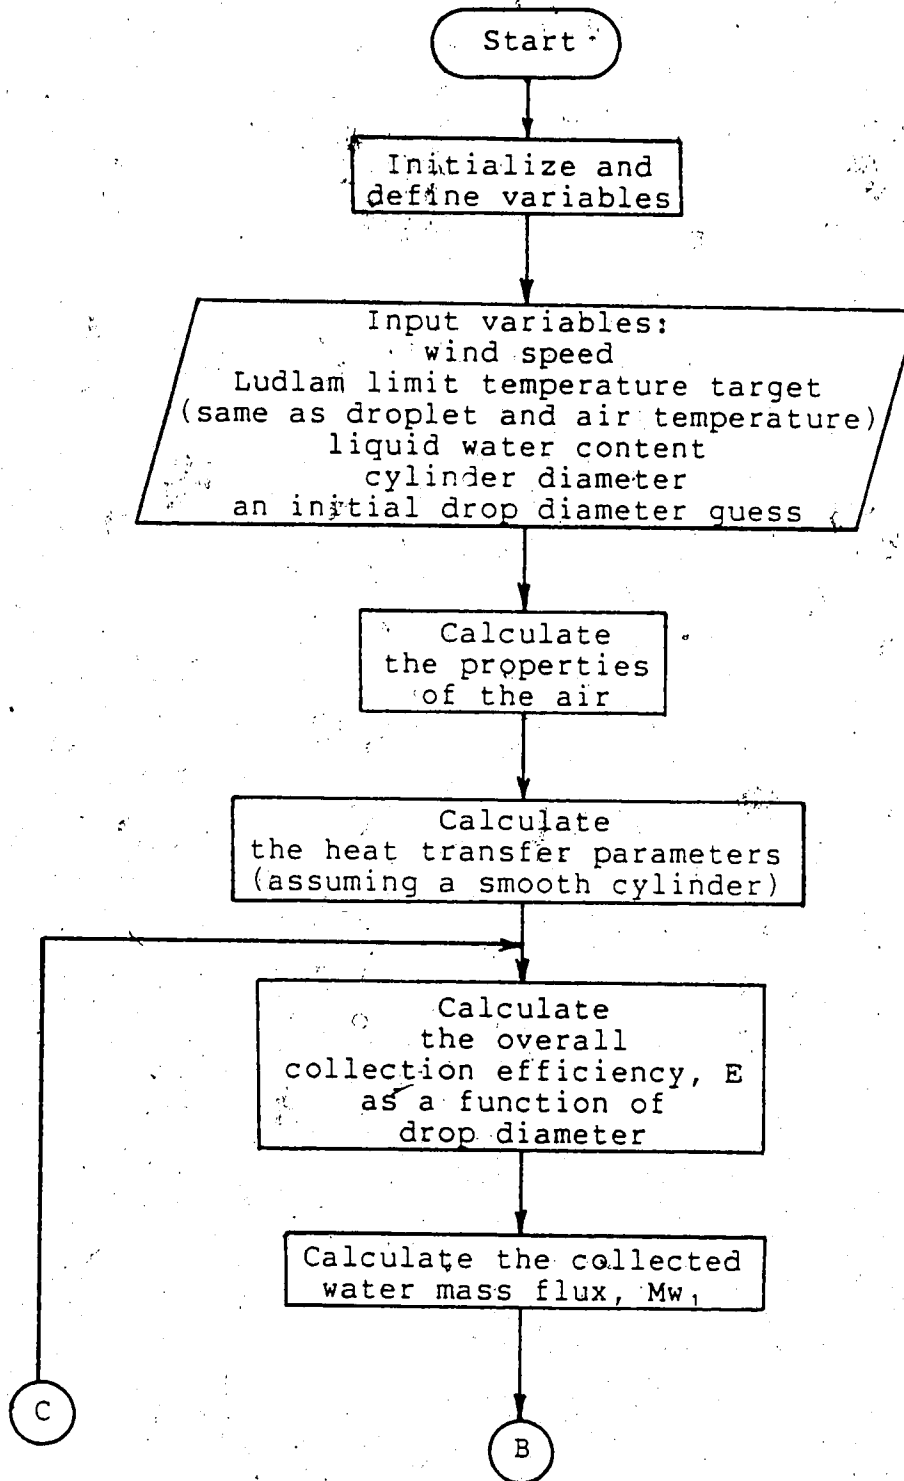 Start
Initialize and
define variables
Input variables:
wind speed
Ludlam limit temperature target
(same as droplet and air temperature)
liquid water content
cylinder diameter
an initial drop diameter guess
Calculate
the properties
of the air
Calculate
the heat transfer parameters
(assuming a smooth cylinder)
Calculate
the overall
collection efficiency, E
as a function of
drop diameter
Calculate the collected
water mass flux, Mw₁
C
B